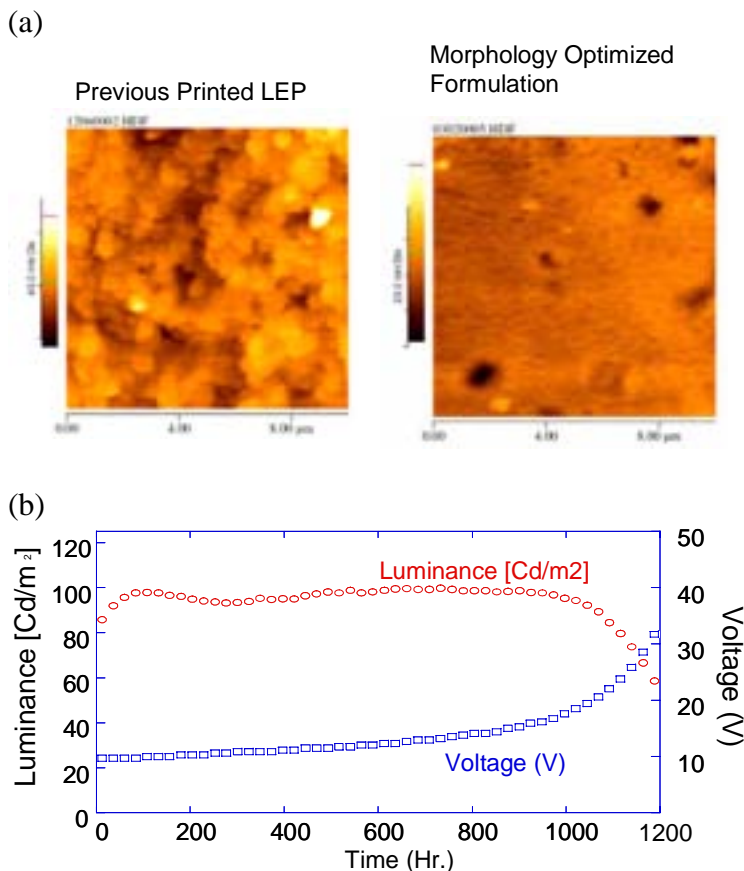 (a)
Previous Printed LEP
Morphology Optimized
Formulation
0.00
4.00
8.00 µm
0.00
4.00
8.00 µm
(b)
Luminance [Cd/m²]
120
100
80
60
40
20
0
Luminance [Cd/m2]
Voltage (V)
50
40
30
20
10
0
Voltage (V)
0
200
400
600
800
1000
1200
Time (Hr.)